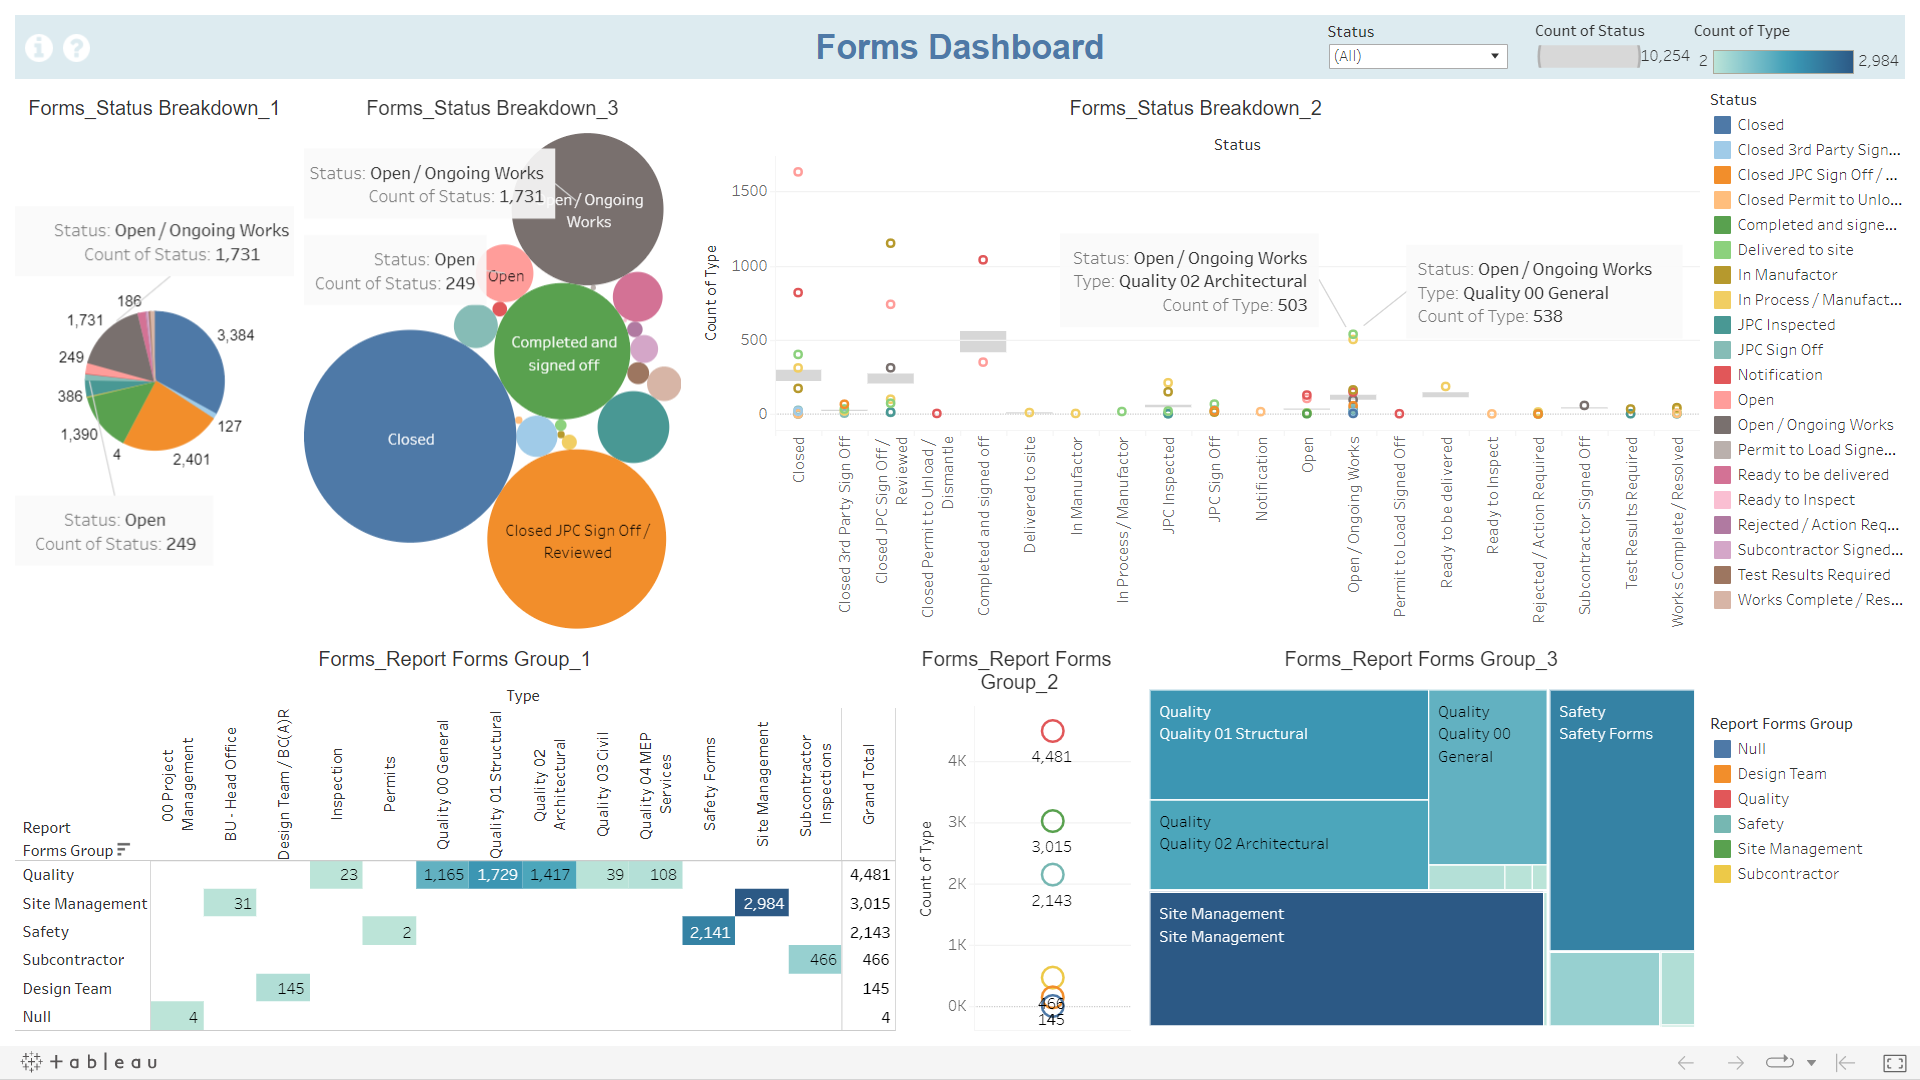 Forms Dashboard
Status
(All)
Count of Status
10,254
Count of Type
2
2,984
Forms_Status Breakdown_1
Status: Open / Ongoing Works
Count of Status: 1,731
186
1,731
3,384
249
386
127
1,390
4
2,401
Status: Open
Count of Status: 249
Forms_Status Breakdown_3
Status: Open / Ongoing Works
Count of Status: 1,731
pen / Ongoing
Works
Status: Open
Count of Status: 249
Open
Completed and
signed off
Closed
Closed JPC Sign Off /
Reviewed
Forms_Status Breakdown_2
Status
Count of Type
1500
1000
500
0
Status: Open / Ongoing Works
Type: Quality 02 Architectural
Count of Type: 503
Status: Open / Ongoing Works
Type: Quality 00 General
Count of Type: 538
Closed
Closed 3rd Party Sign Off
Closed JPC Sign Off /
Reviewed
Closed Permit to Unload /
Dismantle
Completed and signed off
Delivered to site
In Manufactor
In Process / Manufactor
JPC Inspected
JPC Sign Off
Notification
Open
Open / Ongoing Works
Permit to Load Signed Off
Ready to be delivered
Ready to Inspect
Rejected / Action Required
Subcontractor Signed Off
Test Results Required
Works Complete / Resolved
Status
Closed
Closed 3rd Party Sign...
Closed JPC Sign Off / ...
Closed Permit to Unlo...
Completed and signe...
Delivered to site
In Manufactor
In Process / Manufact...
JPC Inspected
JPC Sign Off
Notification
Open
Open / Ongoing Works
Permit to Load Signe...
Ready to be delivered
Ready to Inspect
Rejected / Action Req...
Subcontractor Signed...
Test Results Required
Works Complete / Res...
Forms_Report Forms Group_1
Type
Report
Forms Group
00 Project
Management
BU - Head Office
Design Team / BC(A)R
Inspection
Permits
Quality 00 General
Quality 01 Structural
Quality 02
Architectural
Quality 03 Civil
Quality 04 MEP
Services
Safety Forms
Site Management
Subcontractor
Inspections
Grand Total
Quality 23 1,165 1,729 1,417 39 108 4,481
Site Management 31 2,984 3,015
Safety 2 2,141 2,143
Subcontractor 466 466
Design Team 145 145
Null 4 4
Forms_Report Forms
Group_2
Count of Type
4K
3K
2K
1K
0K
4,481
3,015
2,143
466
145
Forms_Report Forms Group_3
Quality
Quality 01 Structural
Quality
Quality 00
General
Safety
Safety Forms
Quality
Quality 02 Architectural
Site Management
Site Management
Report Forms Group
Null
Design Team
Quality
Safety
Site Management
Subcontractor
+ a b | e a u